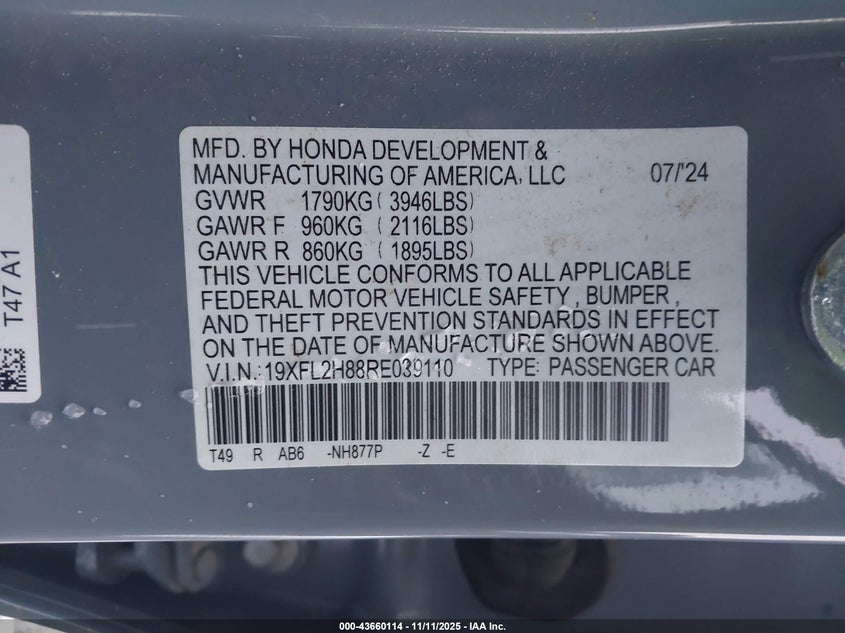 MFD. BY HONDA DEVELOPMENT &
MANUFACTURING OF AMERICA, LLC 07/'24
GVWR 1790KG( 3946LBS)
GAWR F 960KG ( 2116LBS)
GAWR R 860KG ( 1895LBS)
THIS VEHICLE CONFORMS TO ALL APPLICABLE
FEDERAL MOTOR VEHICLE SAFETY , BUMPER ,
AND THEFT PREVENTION STANDARDS IN EFFECT
ON THE DATE OF MANUFACTURE SHOWN ABOVE.
V.I.N.:19XFL2H88RE039110 TYPE: PASSENGER CAR
T49 R AB6 -NH877P -Z -E
T47 A1
000-43660114 - 11/11/2025 - IAA Inc.